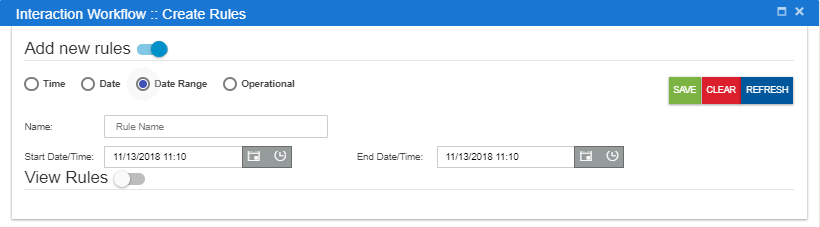 Interaction Workflow :: Create Rules
Add new rules
Time Date Date Range Operational
SAVE CLEAR REFRESH
Name: Rule Name
Start Date/Time: 11/13/2018 11:10 End Date/Time: 11/13/2018 11:10
View Rules